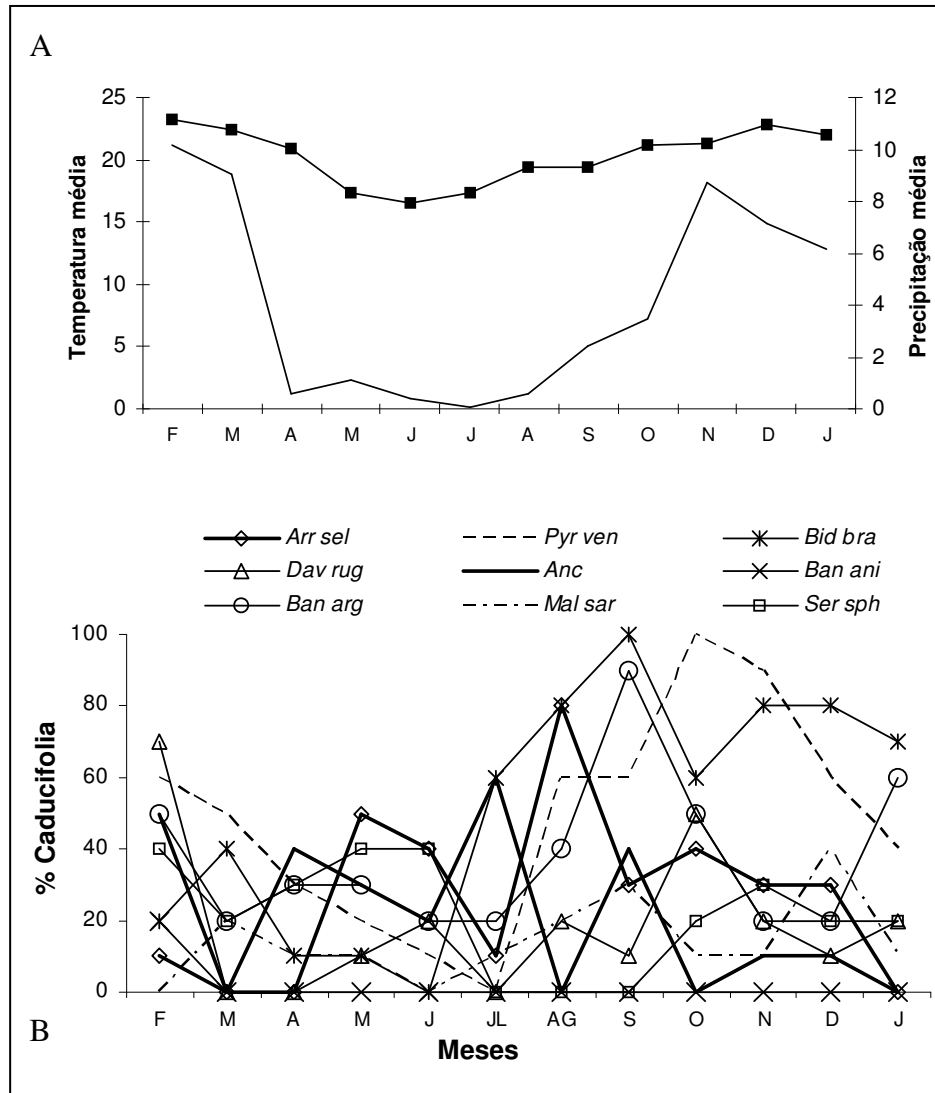 A
Temperatura média
Precipitação média
25 12
20 10
15 8
6
10
4
5 2
0 0
F M A M J J A S O N D J
Arr sel Pyr ven Bid bra
Dav rug Anc Ban ani
Ban arg Mal sar Ser sph
% Caducifolia
100
80
60
40
20
0
F M A M J JL AG S O N D J
B Meses